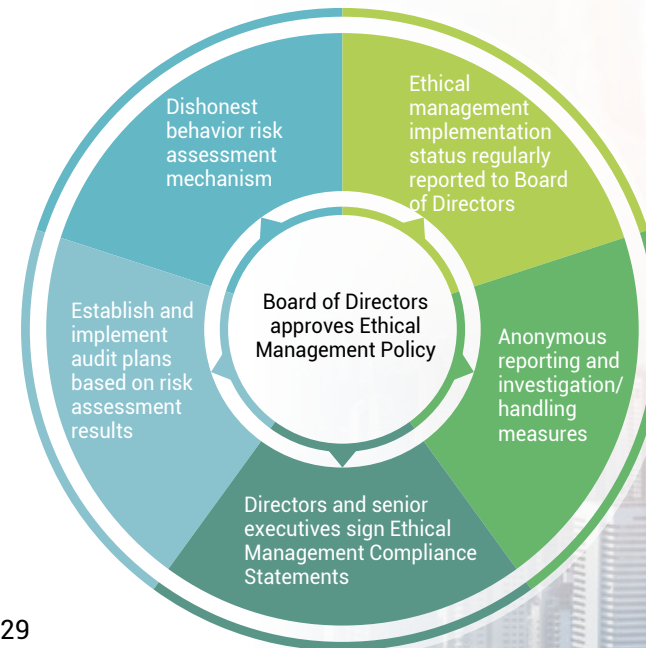 Dishonest
behavior risk
assessment
mechanism
Ethical
management
implementation
status regularly
reported to Board
of Directors
Board of Directors
approves Ethical
Management Policy
Establish and
implement
audit plans
based on risk
assessment
results
Anonymous
reporting and
investigation/
handling
measures
Directors and senior
executives sign Ethical
Management Compliance
Statements
29